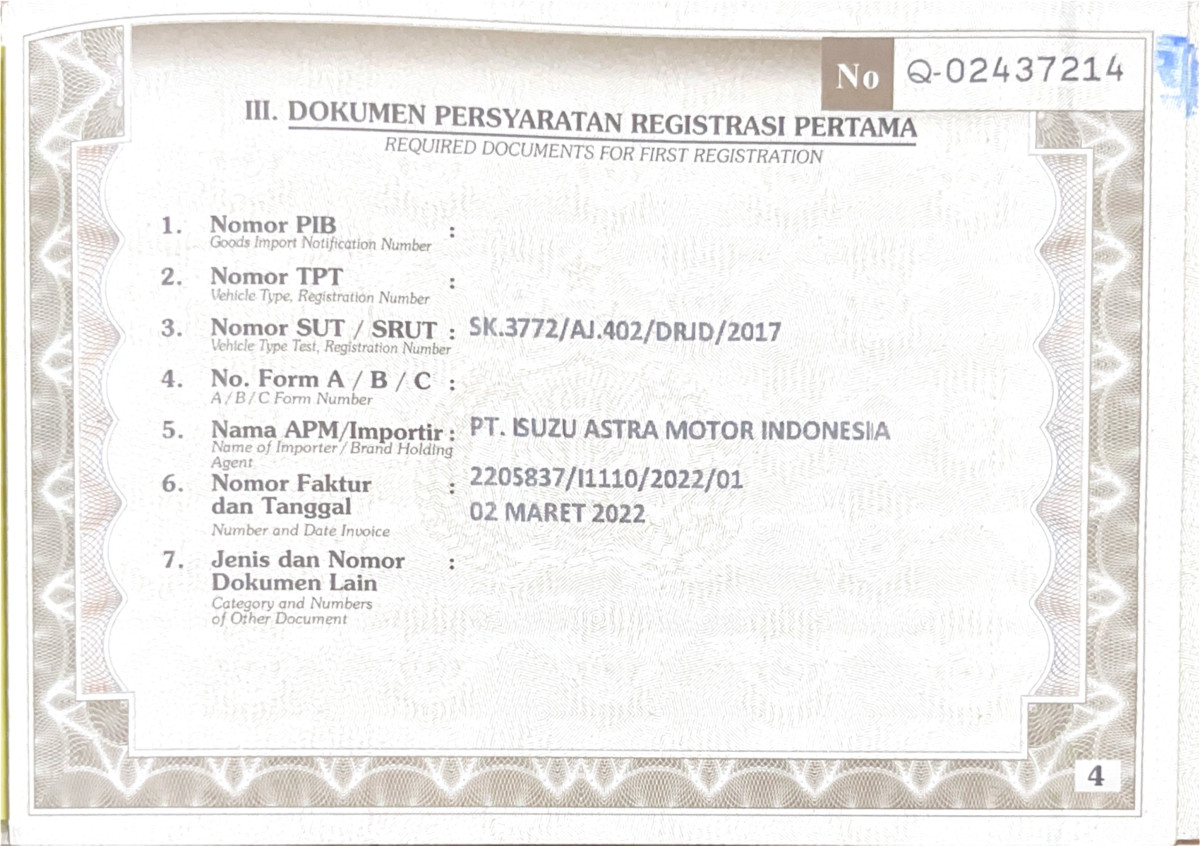 No Q-02437214
III. DOKUMEN PERSYARATAN REGISTRASI PERTAMA
REQUIRED DOCUMENTS FOR FIRST REGISTRATION
1. Nomor PIB :
Goods Import Notification Number
2. Nomor TPT :
Vehicle Type, Registration Number
3. Nomor SUT / SRUT : SK.3772/AJ.402/DRJD/2017
Vehicle Type Test, Registration Number
4. No. Form A / B / C :
A / B / C Form Number
5. Nama APM/Importir : PT. ISUZU ASTRA MOTOR INDONESIA
Name of Importer / Brand Holding
Agent
6. Nomor Faktur : 2205837/I1110/2022/01
dan Tanggal 02 MARET 2022
Number and Date Invoice
7. Jenis dan Nomor :
Dokumen Lain
Category and Numbers
of Other Document
4